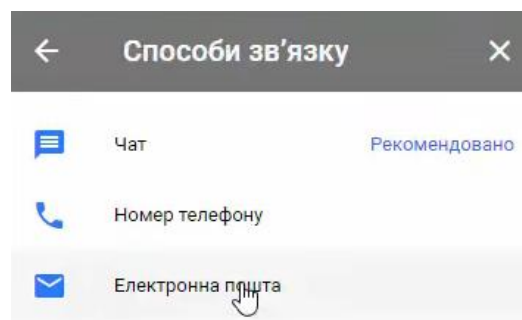 Способи зв’язку
Чат Рекомендовано
Номер телефону
Електронна пошта